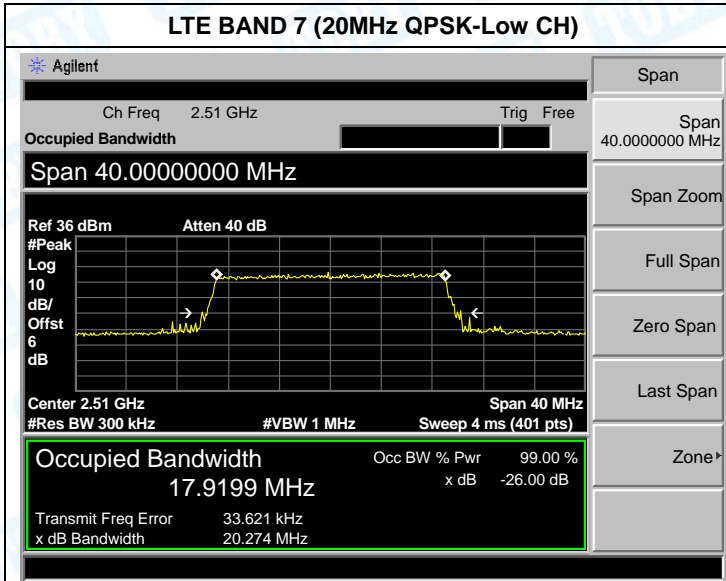 LTE BAND 7 (20MHz QPSK-Low CH)
Agilent
Span
Ch Freq 2.51 GHz Trig Free
Occupied Bandwidth
Span
40.0000000 MHz
Span 40.00000000 MHz
Span Zoom
Ref 36 dBm Atten 40 dB
#Peak
Log
10
dB/
Offst
6
dB
Full Span
Zero Span
Last Span
Center 2.51 GHz Span 40 MHz
#Res BW 300 kHz #VBW 1 MHz Sweep 4 ms (401 pts)
Occupied Bandwidth Occ BW % Pwr 99.00 %
17.9199 MHz x dB -26.00 dB
Zone
Transmit Freq Error 33.621 kHz
x dB Bandwidth 20.274 MHz